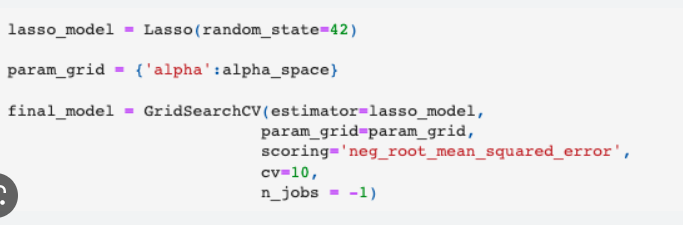 lasso_model = Lasso(random_state=42)
param_grid = {'alpha':alpha_space}
final_model = GridSearchCV(estimator=lasso_model,
param_grid=param_grid,
scoring='neg_root_mean_squared_error',
cv=10,
n_jobs = -1)